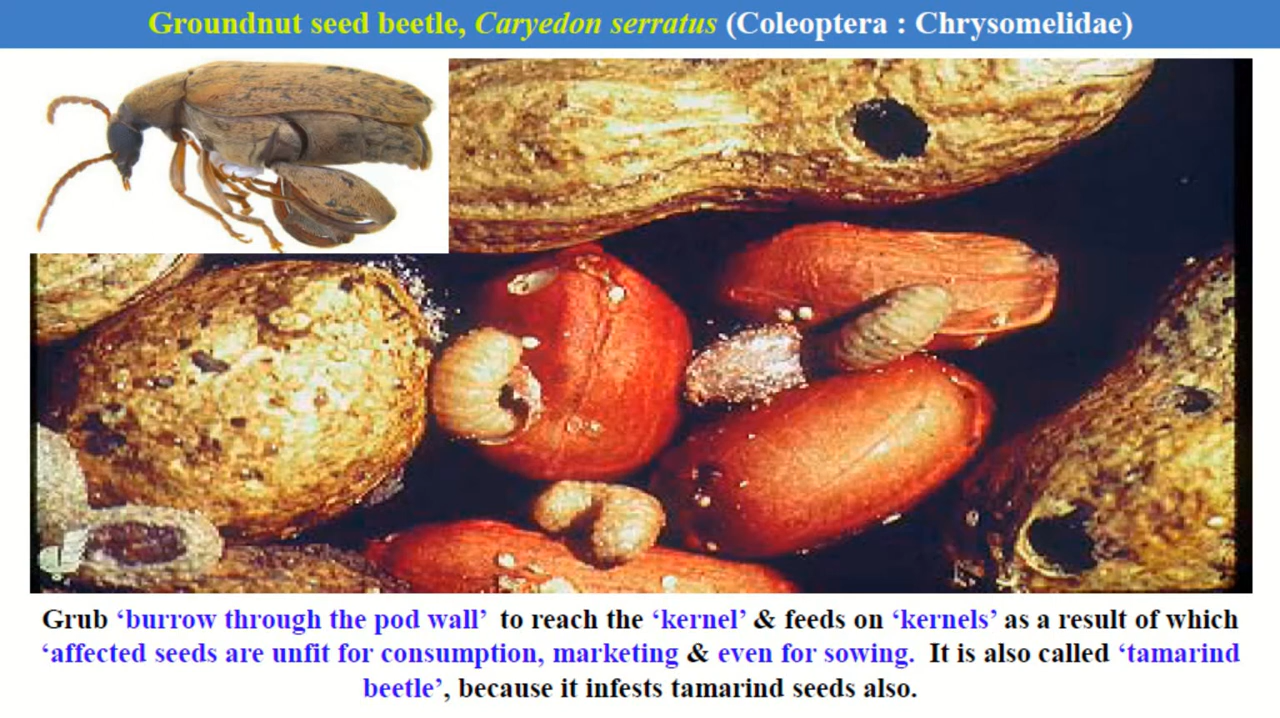 Groundnut seed beetle, Caryedon serratus (Coleoptera : Chrysomelidae)
Grub ‘burrow through the pod wall’ to reach the ‘kernel’ & feeds on ‘kernels’ as a result of which
‘affected seeds are unfit for consumption, marketing & even for sowing. It is also called ‘tamarind
beetle’, because it infests tamarind seeds also.